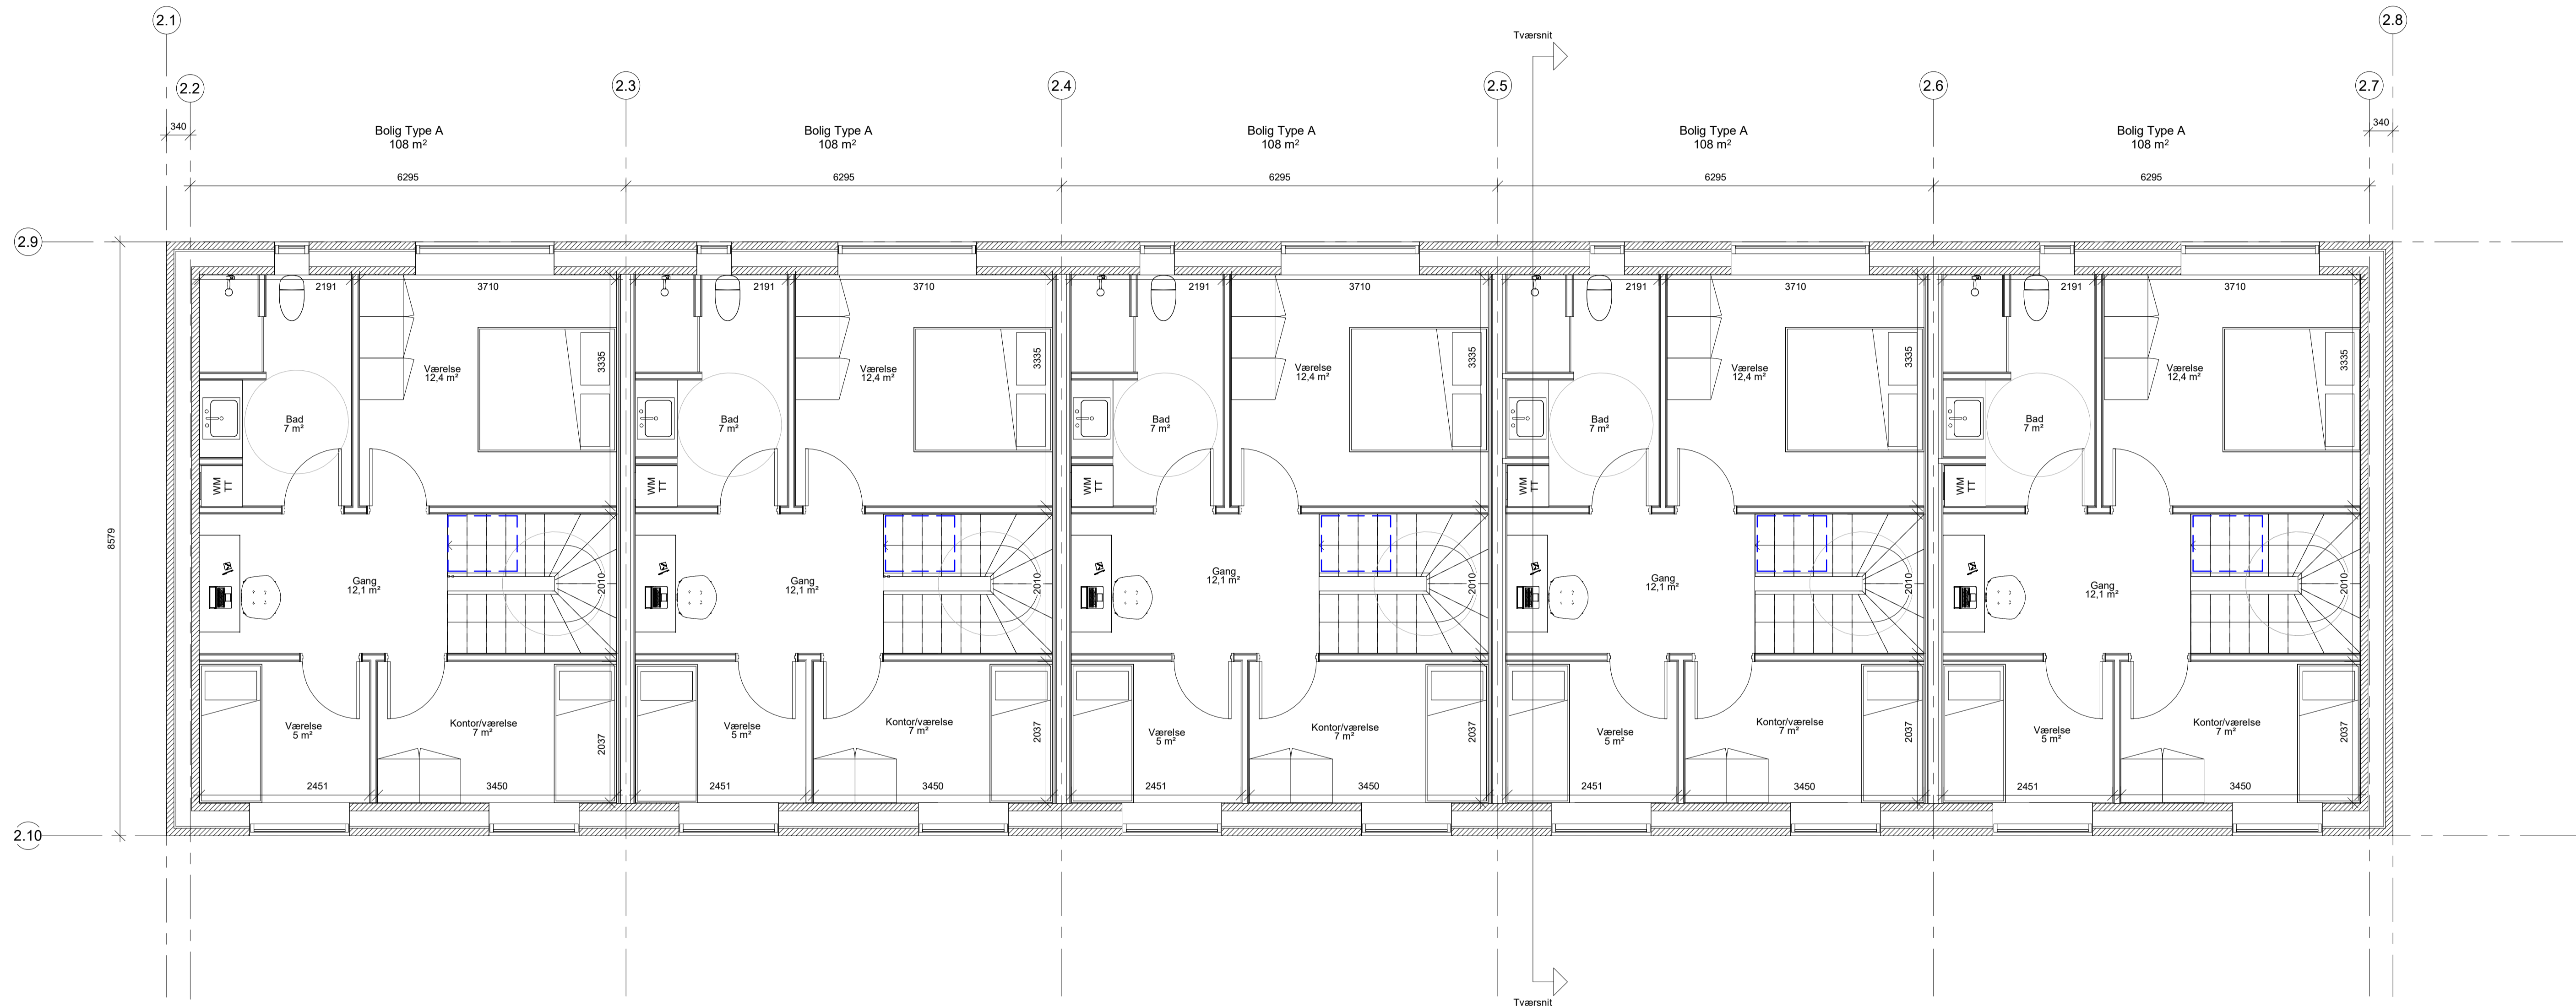 2.1
2.8
Tværsnit
2.2
2.3
2.4
2.5
2.6
2.7
340
Bolig Type A
108 m²
Bolig Type A
108 m²
Bolig Type A
108 m²
Bolig Type A
108 m²
Bolig Type A
108 m²
340
6295
6295
6295
6295
6295
2.9
2191
3710
2191
3710
2191
3710
2191
3710
2191
3710
Værelse
12,4 m²
3335
Værelse
12,4 m²
3335
Værelse
12,4 m²
3335
Værelse
12,4 m²
3335
Værelse
12,4 m²
3335
Bad
7 m²
Bad
7 m²
Bad
7 m²
Bad
7 m²
Bad
7 m²
WM
TT
WM
TT
WM
TT
WM
TT
WM
TT
8579
Gang
12,1 m²
2010
Gang
12,1 m²
2010
Gang
12,1 m²
2010
Gang
12,1 m²
2010
Gang
12,1 m²
2010
Værelse
5 m²
Kontor/værelse
7 m²
2037
Værelse
5 m²
Kontor/værelse
7 m²
2037
Værelse
5 m²
Kontor/værelse
7 m²
2037
Værelse
5 m²
Kontor/værelse
7 m²
2037
Værelse
5 m²
Kontor/værelse
7 m²
2037
2451
3450
2451
3450
2451
3450
2451
3450
2451
3450
2.10
Tværsnit